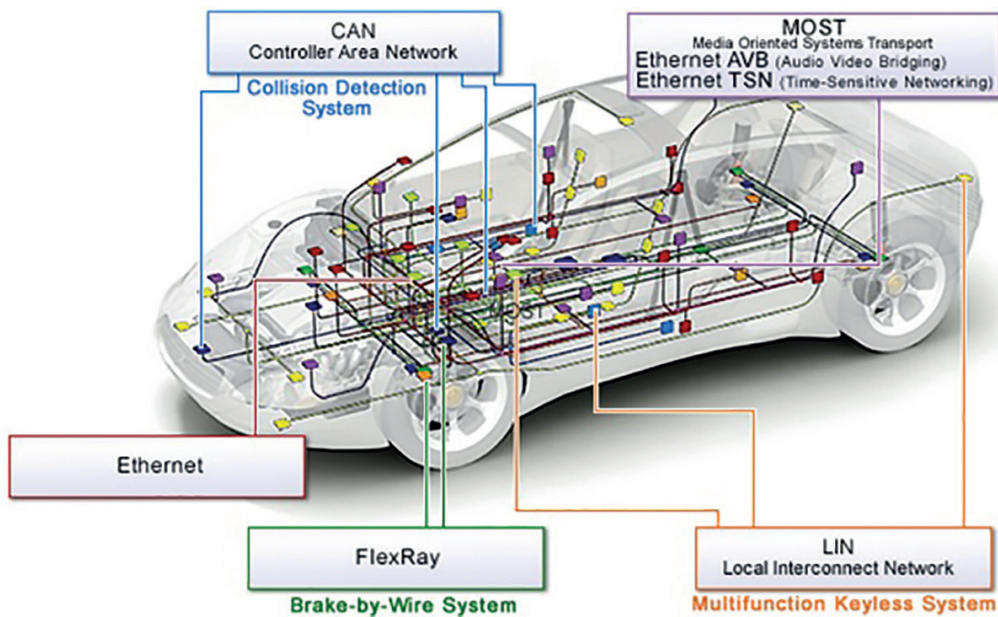 CAN
Controller Area Network
Collision Detection
System
MOST
Media Oriented Systems Transport
Ethernet AVB (Audio Video Bridging)
Ethernet TSN (Time-Sensitive Networking)
Ethernet
FlexRay
Brake-by-Wire System
LIN
Local Interconnect Network
Multifunction Keyless System